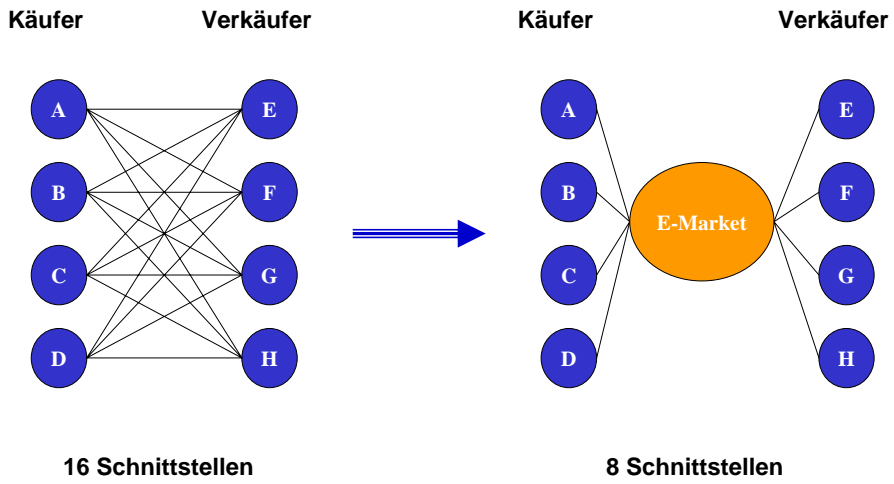 Käufer Verkäufer Käufer Verkäufer
A E A E
B F B F
E-Market
C G C G
D H D H
16 Schnittstellen 8 Schnittstellen